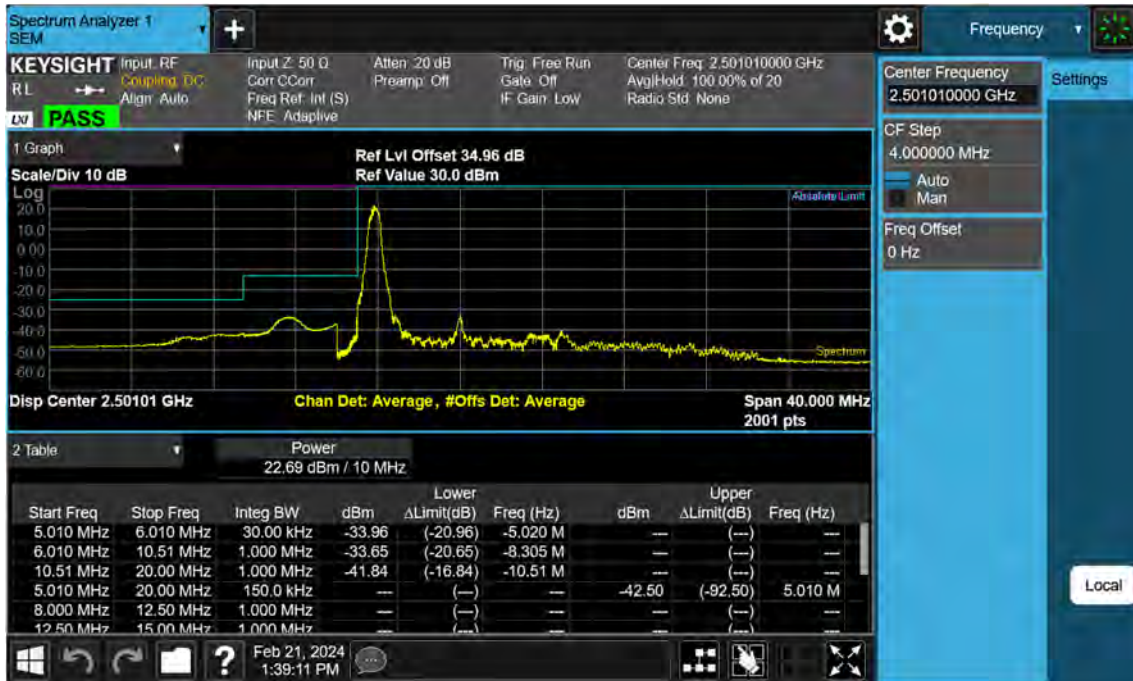 Spectrum Analyzer 1
SEM
+
Frequency
KEYSIGHT
RL
LXI
PASS
Input: RF
Coupling: DC
Align: Auto
Input Z: 50 Ω
Corr CCorr
Freq Ref: Int (S)
NFE: Adaptive
Atten: 20 dB
Preamp: Off
Trig: Free Run
Gate: Off
IF Gain: Low
Center Freq: 2.501010000 GHz
Avg|Hold: 100.00% of 20
Radio Std: None
Center Frequency
2.501010000 GHz
Settings
CF Step
4.000000 MHz
Auto
Man
Freq Offset
0 Hz
1 Graph
Scale/Div 10 dB
Ref Lvl Offset 34.96 dB
Ref Value 30.0 dBm
Log
Absolute Limit
20.0
10.0
0.00
-10.0
-20.0
-30.0
-40.0
-50.0
-60.0
Spectrum
Disp Center 2.50101 GHz
Chan Det: Average, #Offs Det: Average
Span 40.000 MHz
2001 pts
2 Table
Power
22.69 dBm / 10 MHz
Lower Upper
Start Freq Stop Freq Integ BW dBm ΔLimit(dB) Freq (Hz) dBm ΔLimit(dB) Freq (Hz)
5.010 MHz 6.010 MHz 30.00 kHz -33.96 (-20.96) -5.020 M --- (---) ---
6.010 MHz 10.51 MHz 1.000 MHz -33.65 (-20.65) -8.305 M --- (---) ---
10.51 MHz 20.00 MHz 1.000 MHz -41.84 (-16.84) -10.51 M --- (---) ---
5.010 MHz 20.00 MHz 150.0 kHz --- (---) --- -42.50 (-92.50) 5.010 M
8.000 MHz 12.50 MHz 1.000 MHz --- (---) --- --- (---) ---
12.50 MHz 15.00 MHz 1.000 MHz --- (---) --- --- (---) ---
Local
?
Feb 21, 2024
1:39:11 PM